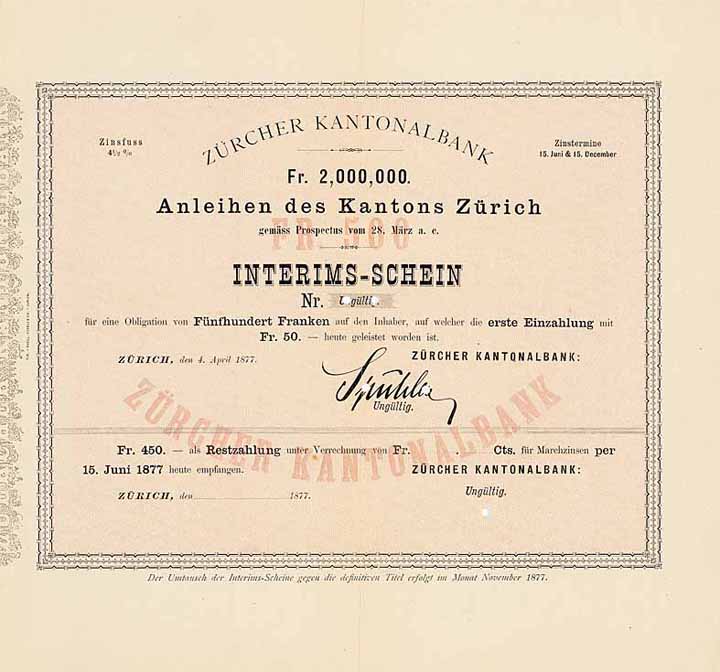 ZÜRCHER KANTONALBANK
Zinsfuss
4½ %
Zinstermine
15. Juni & 15. December
Fr. 2,000,000.
Anleihen des Kantons Zürich
gemäss Prospectus vom 28. März a. c.
FR. 500
INTERIMS-SCHEIN
Nr. Ungültig.
für eine Obligation von Fünfhundert Franken auf den Inhaber, auf welcher die erste Einzahlung mit
Fr. 50. — heute geleistet worden ist.
ZÜRICH, den 4. April 1877.
ZÜRCHER KANTONALBANK:
Ungültig.
ZÜRCHER KANTONALBANK
Fr. 450. — als Restzahlung unter Verrechnung von Fr. . Cts. für Marchzinsen per
15. Juni 1877 heute empfangen.
ZÜRCHER KANTONALBANK:
ZÜRICH, den 1877.
Ungültig.
Der Umtausch der Interims-Scheine gegen die definitiven Titel erfolgt im Monat November 1877.